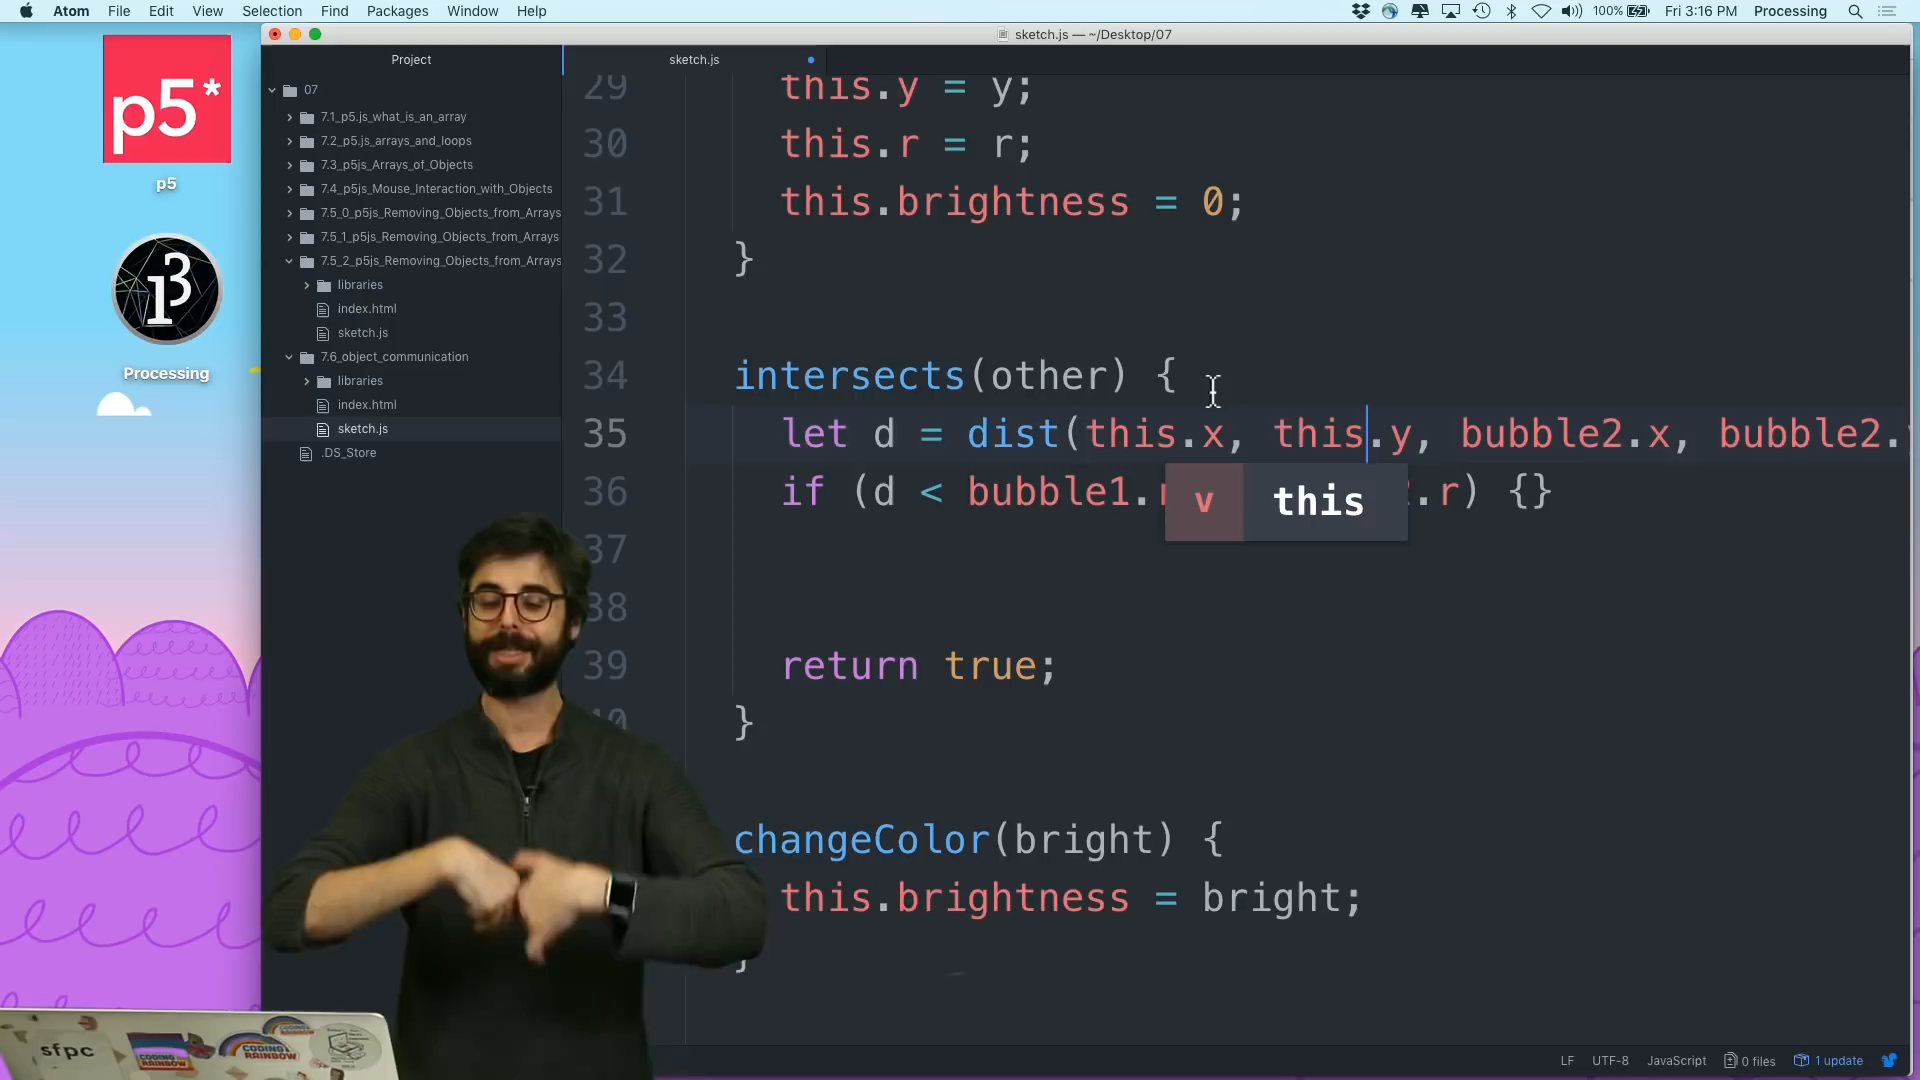 Atom File Edit View Selection Find Packages Window Help 100% Fri 3:16 PM Processing
sketch.js — ~/Desktop/07
p5*
p5
Processing
Project
07
7.1_p5.js_what_is_an_array
7.2_p5.js_arrays_and_loops
7.3_p5js_Arrays_of_Objects
7.4_p5js_Mouse_Interaction_with_Objects
7.5_0_p5js_Removing_Objects_from_Arrays
7.5_1_p5js_Removing_Objects_from_Arrays
7.5_2_p5js_Removing_Objects_from_Arrays
libraries
index.html
sketch.js
7.6_object_communication
libraries
index.html
sketch.js
.DS_Store
sketch.js
29 this.y = y;
30 this.r = r;
31 this.brightness = 0;
32 }
33
34 intersects(other) {
35 let d = dist(this.x, this.y, bubble2.x, bubble2.
36 if (d < bubble1. .r) {}
v this
37
38
39 return true;
}
changeColor(bright) {
this.brightness = bright;
}
sfpc
CODING RAINBOW
CODING RAINBOW
LF UTF-8 JavaScript 0 files 1 update